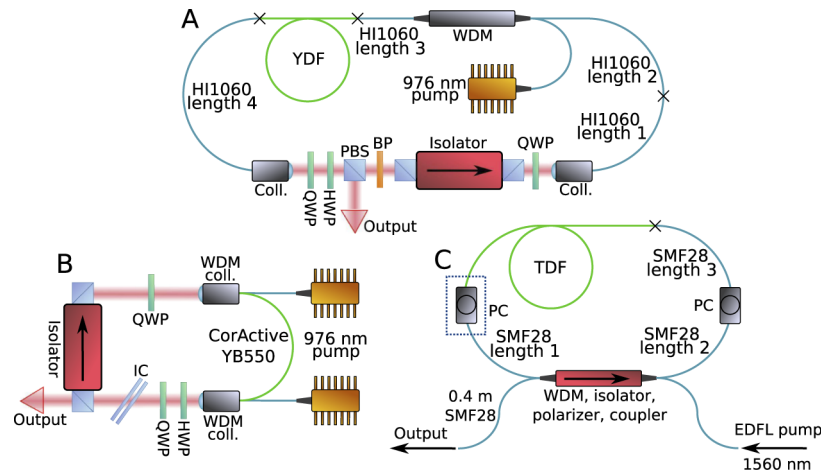 A
YDF
HI1060
length 3
WDM
HI1060
length 2
HI1060
length 4
976 nm
pump
HI1060
length 1
PBS
BP
Isolator
QWP
Coll.
QWP
HWP
Coll.
Output
B
WDM
coll.
QWP
Isolator
CorActive
YB550
976 nm
pump
IC
Output
QWP
HWP
WDM
coll.
C
TDF
SMF28
length 3
PC
PC
SMF28
length 1
SMF28
length 2
0.4 m
SMF28
WDM, isolator,
polarizer, coupler
Output
EDFL pump
1560 nm